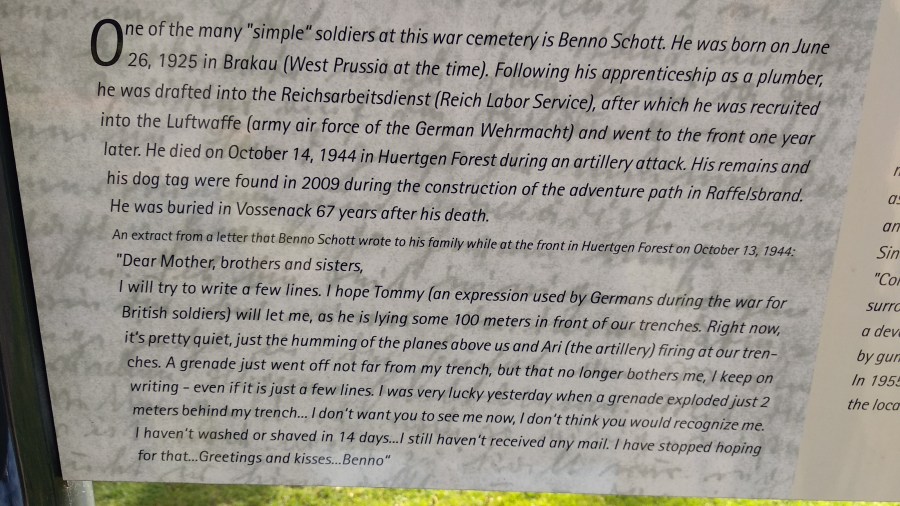 One of the many "simple" soldiers at this war cemetery is Benno Schott. He was born on June
26, 1925 in Brakau (West Prussia at the time). Following his apprenticeship as a plumber,
he was drafted into the Reichsarbeitsdienst (Reich Labor Service), after which he was recruited
into the Luftwaffe (army air force of the German Wehrmacht) and went to the front one year
later. He died on October 14, 1944 in Huertgen Forest during an artillery attack. His remains and
his dog tag were found in 2009 during the construction of the adventure path in Raffelsbrand.
He was buried in Vossenack 67 years after his death.
An extract from a letter that Benno Schott wrote to his family while at the front in Huertgen Forest on October 13, 1944:
"Dear Mother, brothers and sisters,
I will try to write a few lines. I hope Tommy (an expression used by Germans during the war for
British soldiers) will let me, as he is lying some 100 meters in front of our trenches. Right now,
it's pretty quiet, just the humming of the planes above us and Ari (the artillery) firing at our tren-
ches. A grenade just went off not far from my trench, but that no longer bothers me, I keep on
writing – even if it is just a few lines. I was very lucky yesterday when a grenade exploded just 2
meters behind my trench... I don't want you to see me now, I don't think you would recognize me.
I haven't washed or shaved in 14 days...I still haven't received any mail. I have stopped hoping
for that...Greetings and kisses...Benno"
as
an
Sin
"Co
surro
a dev
by gun
In 1955
the loca